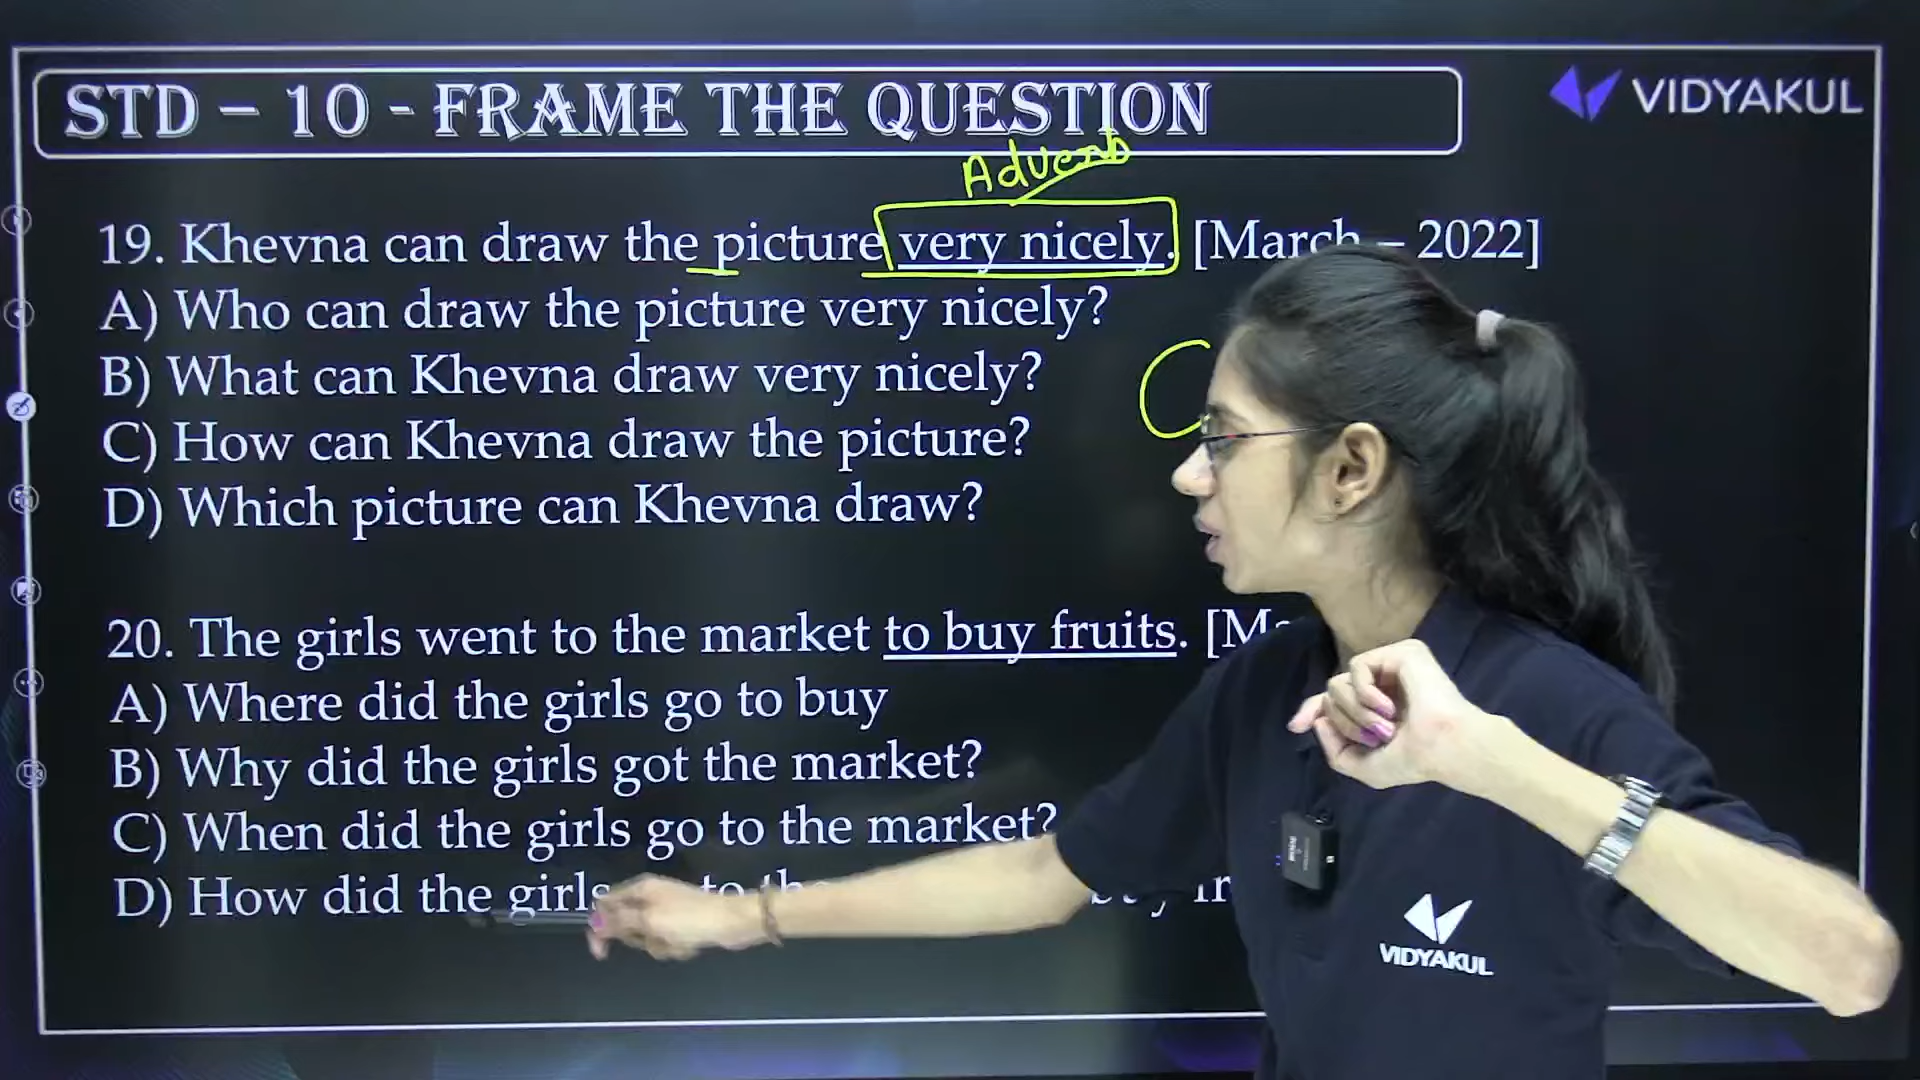 STD – 10 - FRAME THE QUESTION
VIDYAKUL
Adverb
19. Khevna can draw the picture very nicely. [March – 2022]
A) Who can draw the picture very nicely?
B) What can Khevna draw very nicely?
C) How can Khevna draw the picture?
D) Which picture can Khevna draw?
20. The girls went to the market to buy fruits.
A) Where did the girls go to buy
B) Why did the girls got the market?
C) When did the girls go to the market?
D) How did the girls to
VIDYAKUL